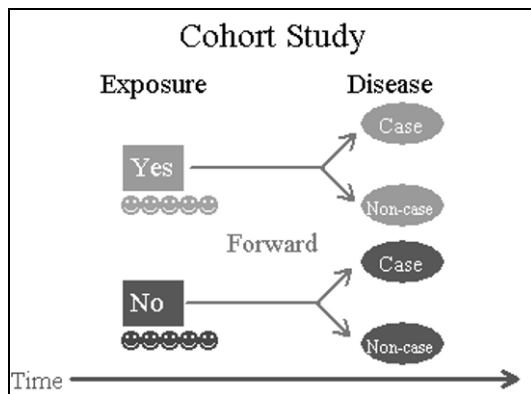 Cohort Study
Exposure Disease
Case
Yes
Non-case
Forward
Case
No
Non-case
Time